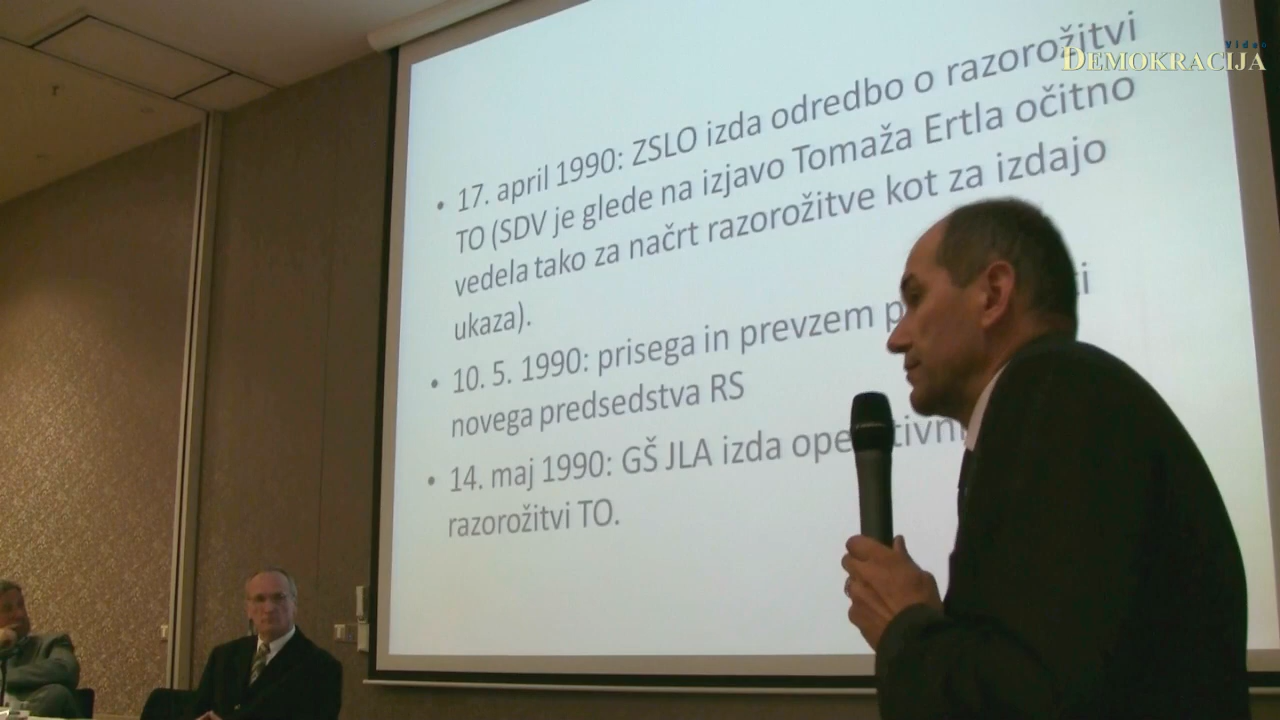 Video
DEMOKRACIJA
• 17. april 1990: ZSLO izda odredbo o razorožitvi
TO (SDV je glede na izjavo Tomaža Ertla očitno
vedela tako za načrt razorožitve kot za izdajo
ukaza).
• 10. 5. 1990: prisega in prevzem
novega predsedstva RS
• 14. maj 1990: GŠ JLA izda
razorožitvi TO.